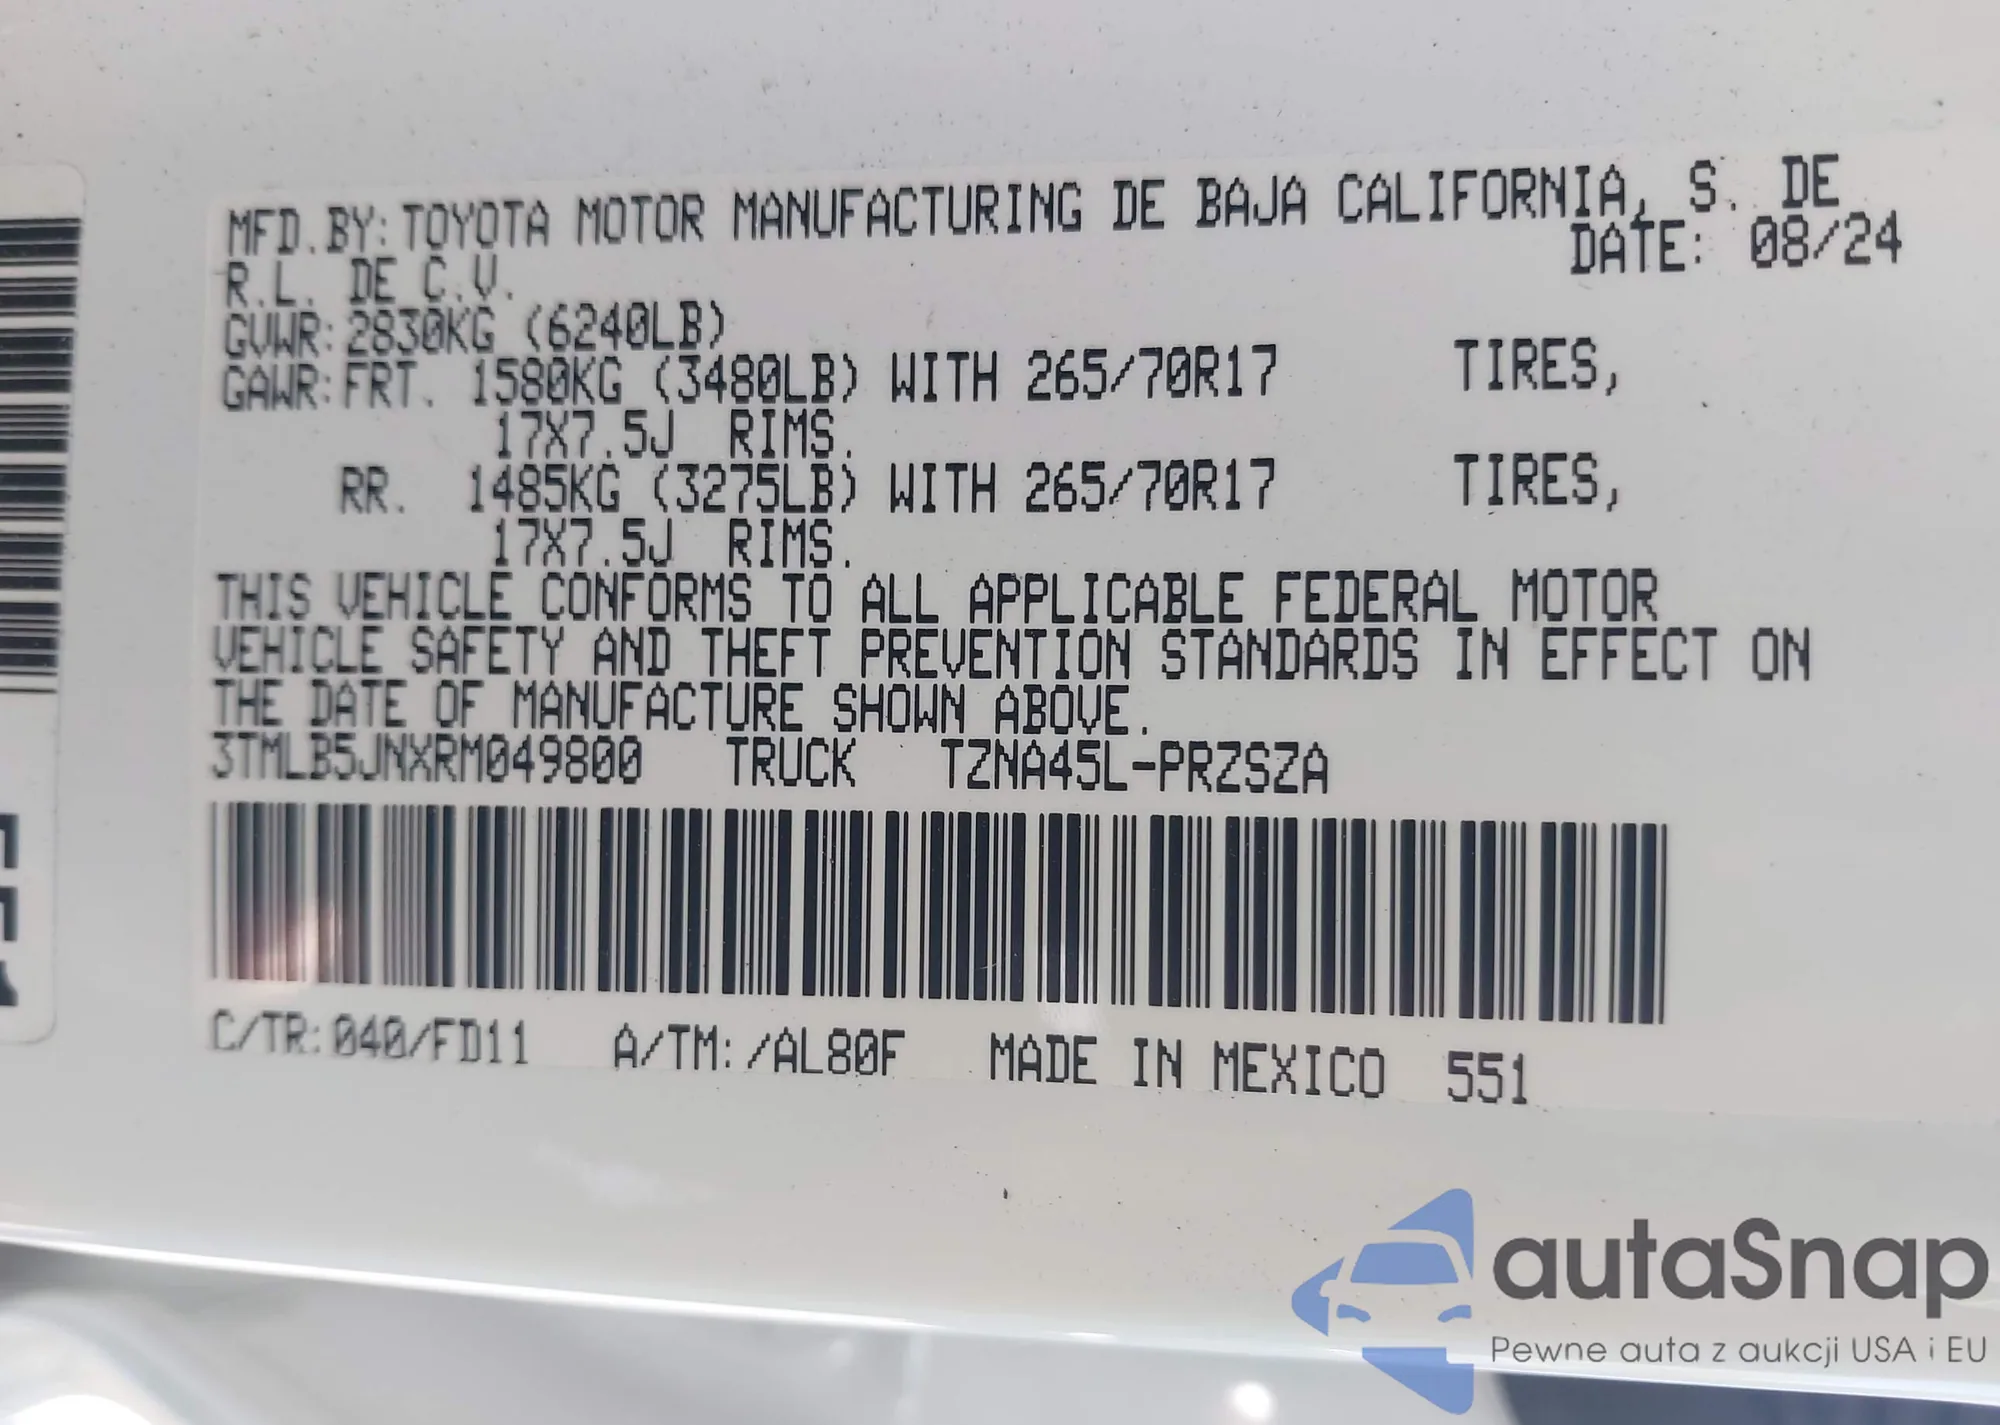 MFD.BY:TOYOTA MOTOR MANUFACTURING DE BAJA CALIFORNIA, S. DE
R.L. DE C.V. DATE: 08/24
GVWR:2830KG (6240LB)
GAWR:FRT. 1580KG (3480LB) WITH 265/70R17 TIRES,
17X7.5J RIMS.
RR. 1485KG (3275LB) WITH 265/70R17 TIRES,
17X7.5J RIMS.
THIS VEHICLE CONFORMS TO ALL APPLICABLE FEDERAL MOTOR
VEHICLE SAFETY AND THEFT PREVENTION STANDARDS IN EFFECT ON
THE DATE OF MANUFACTURE SHOWN ABOVE.
3TMLB5JNXRM049800 TRUCK TZNA45L-PRZSZA
C/TR:040/FD11 A/TM:/AL80F MADE IN MEXICO 551
autaSnap
Pewne auta z aukcji USA i EU